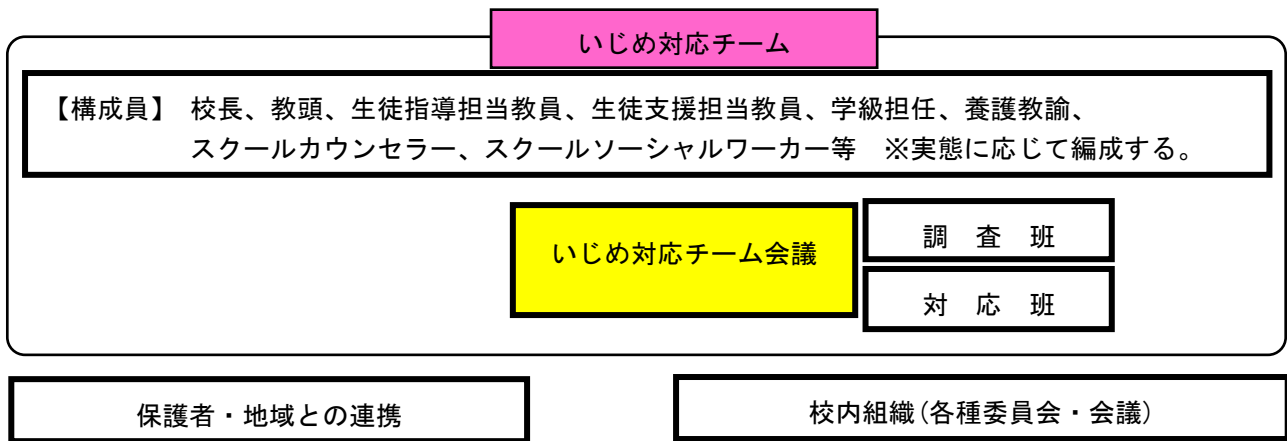 いじめ対応チーム
【構成員】 校長、教頭、生徒指導担当教員、生徒支援担当教員、学級担任、養護教諭、
スクールカウンセラー、スクールソーシャルワーカー等 ※実態に応じて編成する。
いじめ対応チーム会議
調 査 班
対 応 班
保護者・地域との連携
校内組織(各種委員会・会議)